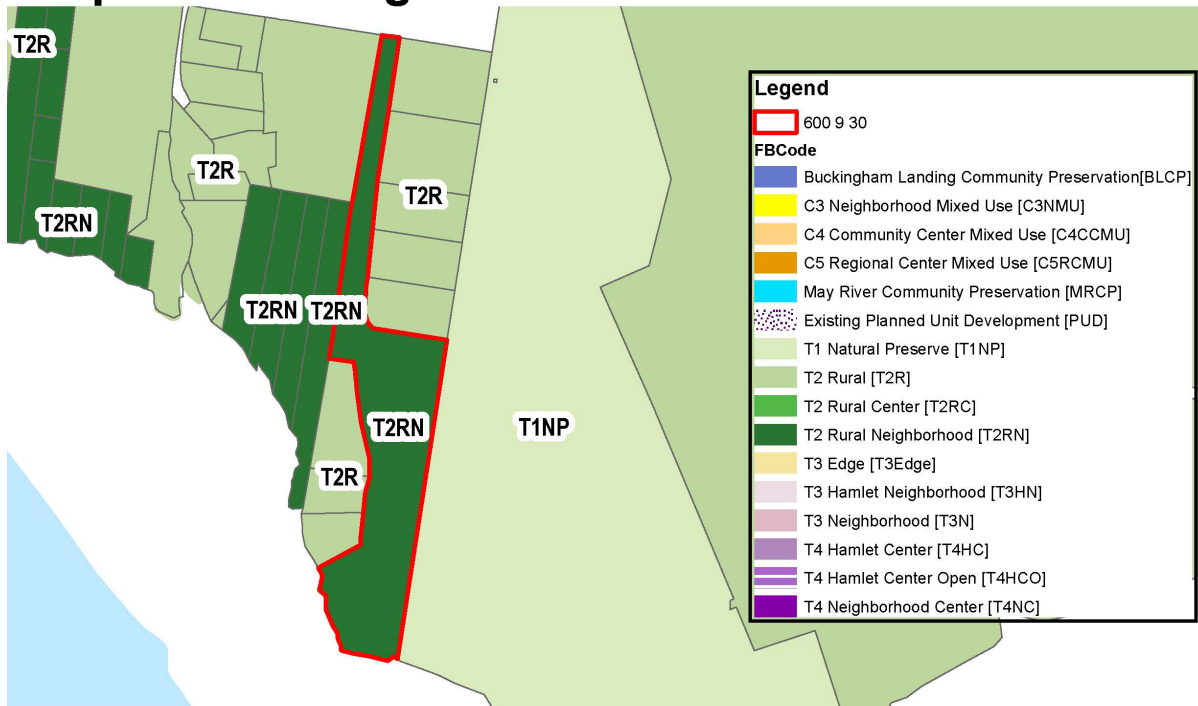 T2R
T2R
T2R
T2RN
T2RN
T2RN
T2RN
T1NP
T2R
Legend
600 9 30
FBCode
Buckingham Landing Community Preservation[BLCP]
C3 Neighborhood Mixed Use [C3NMU]
C4 Community Center Mixed Use [C4CCMU]
C5 Regional Center Mixed Use [C5RCMU]
May River Community Preservation [MRCP]
Existing Planned Unit Development [PUD]
T1 Natural Preserve [T1NP]
T2 Rural [T2R]
T2 Rural Center [T2RC]
T2 Rural Neighborhood [T2RN]
T3 Edge [T3Edge]
T3 Hamlet Neighborhood [T3HN]
T3 Neighborhood [T3N]
T4 Hamlet Center [T4HC]
T4 Hamlet Center Open [T4HCO]
T4 Neighborhood Center [T4NC]